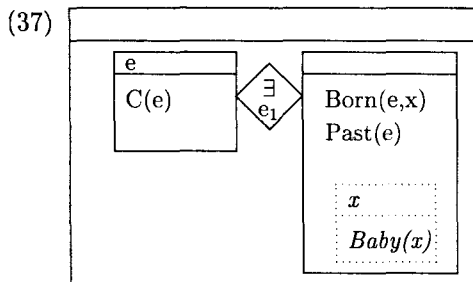 (37)
e
C(e)
∃
e₁
Born(e,x)
Past(e)
x
Baby(x)